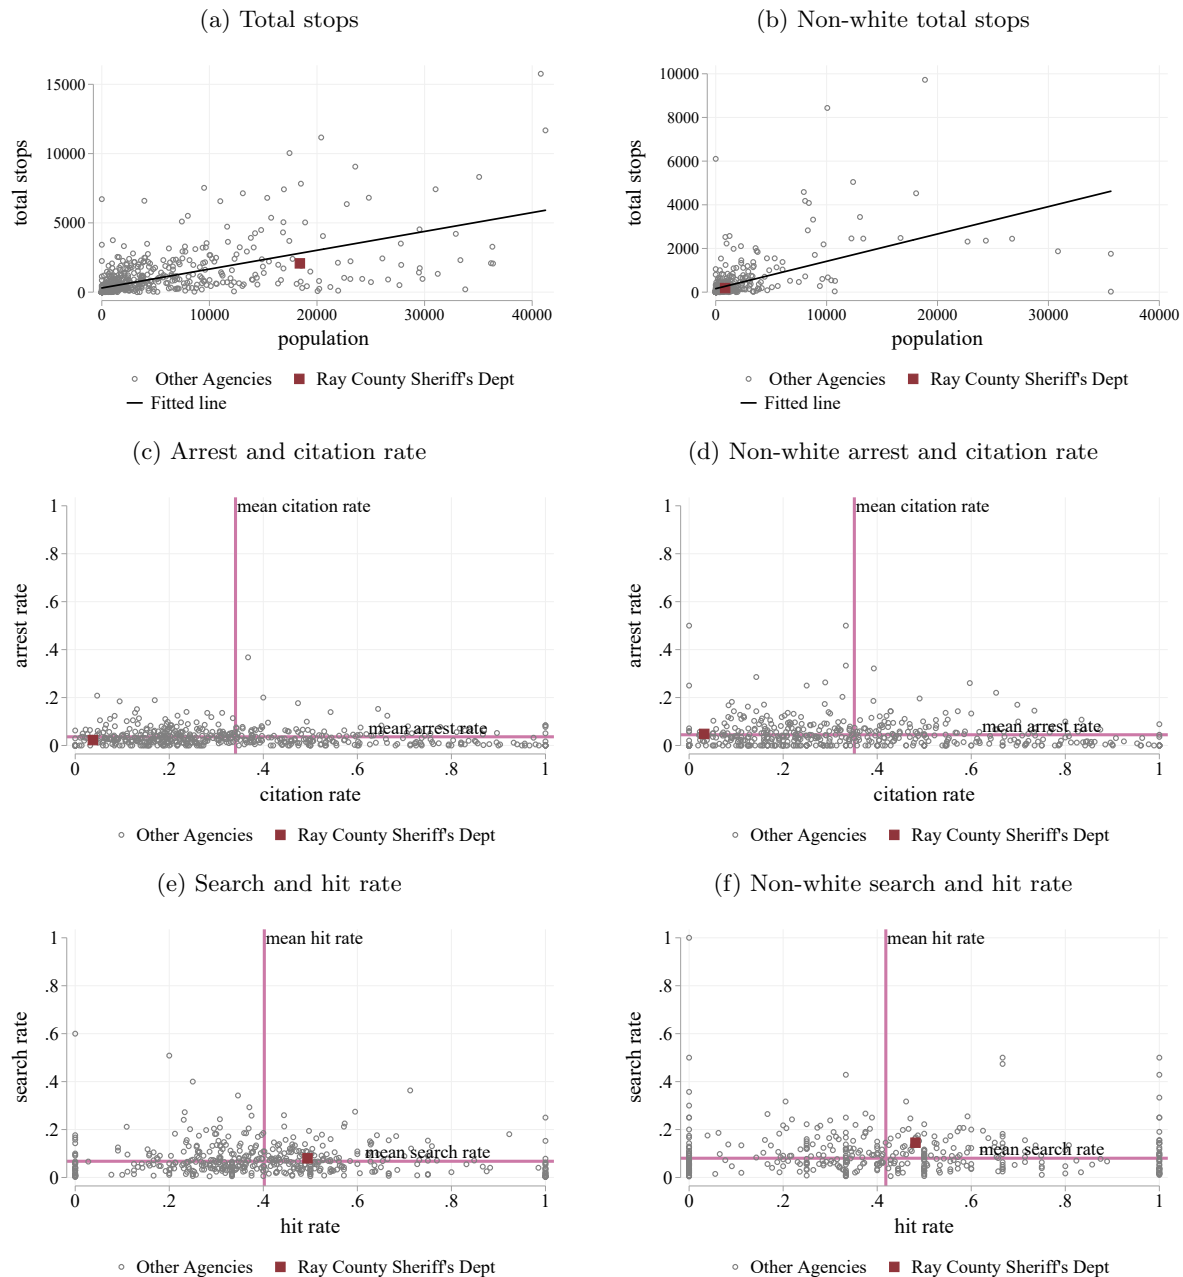 (a) Total stops
total stops
15000
10000
5000
0
0 10000 20000 30000 40000
population
Other Agencies Ray County Sheriff's Dept
Fitted line
(b) Non-white total stops
total stops
10000
8000
6000
4000
2000
0
0 10000 20000 30000 40000
population
Other Agencies Ray County Sheriff's Dept
Fitted line
(c) Arrest and citation rate
arrest rate
1
.8
.6
.4
.2
0
mean citation rate
mean arrest rate
0 .2 .4 .6 .8 1
citation rate
Other Agencies Ray County Sheriff's Dept
(d) Non-white arrest and citation rate
arrest rate
1
.8
.6
.4
.2
0
mean citation rate
mean arrest rate
0 .2 .4 .6 .8 1
citation rate
Other Agencies Ray County Sheriff's Dept
(e) Search and hit rate
search rate
1
.8
.6
.4
.2
0
mean hit rate
mean search rate
0 .2 .4 .6 .8 1
hit rate
Other Agencies Ray County Sheriff's Dept
(f) Non-white search and hit rate
search rate
1
.8
.6
.4
.2
0
mean hit rate
mean search rate
0 .2 .4 .6 .8 1
hit rate
Other Agencies Ray County Sheriff's Dept